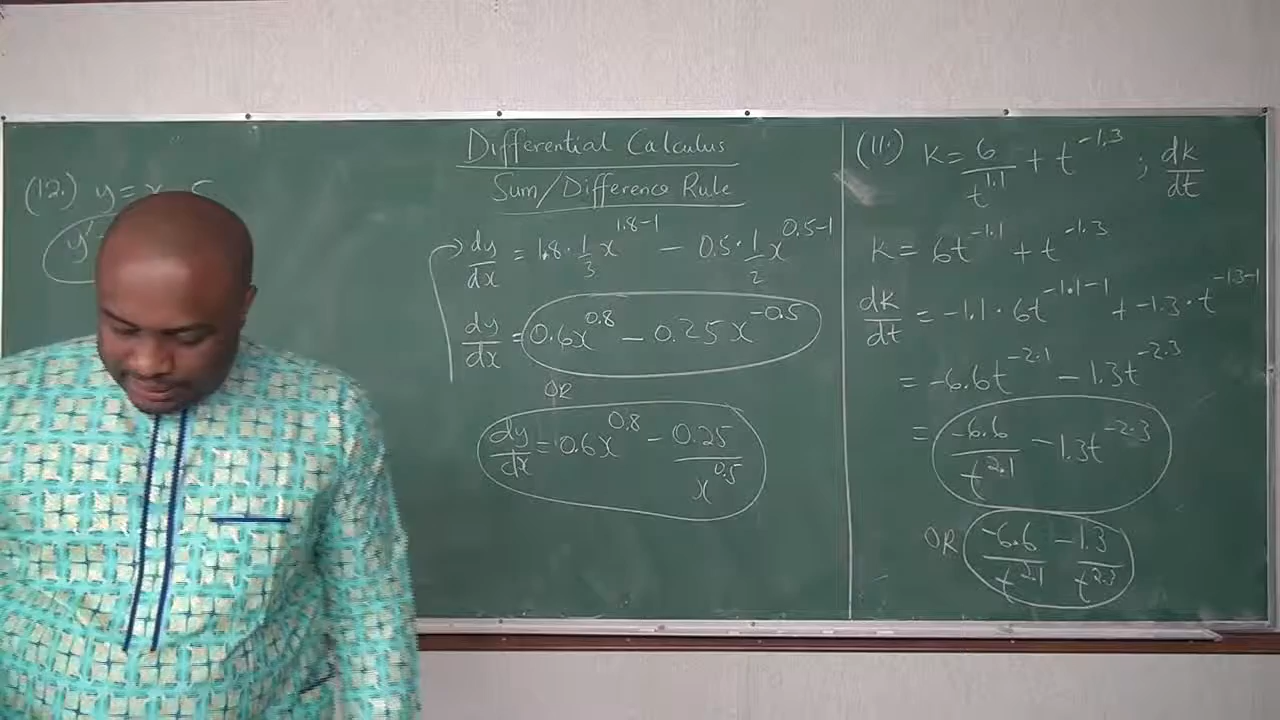 Differential Calculus
Sum/Difference Rule
(12.) y = x - 5
y' =
dy/dx = 1.8 · 1/3 x^(1.8-1) - 0.5 · 1/2 x^(0.5-1)
dy/dx = 0.6x^0.8 - 0.25x^-0.5
OR
dy/dx = 0.6x^0.8 - 0.25/x^0.5
(11.) K = 6/t^1.1 + t^-1.3 ; dk/dt
K = 6t^-1.1 + t^-1.3
dK/dt = -1.1 · 6t^(-1.1-1) + -1.3 · t^(-1.3-1)
= -6.6t^-2.1 - 1.3t^-2.3
= -6.6/t^2.1 - 1.3t^-2.3
OR -6.6/t^2.1 - 1.3/t^2.3